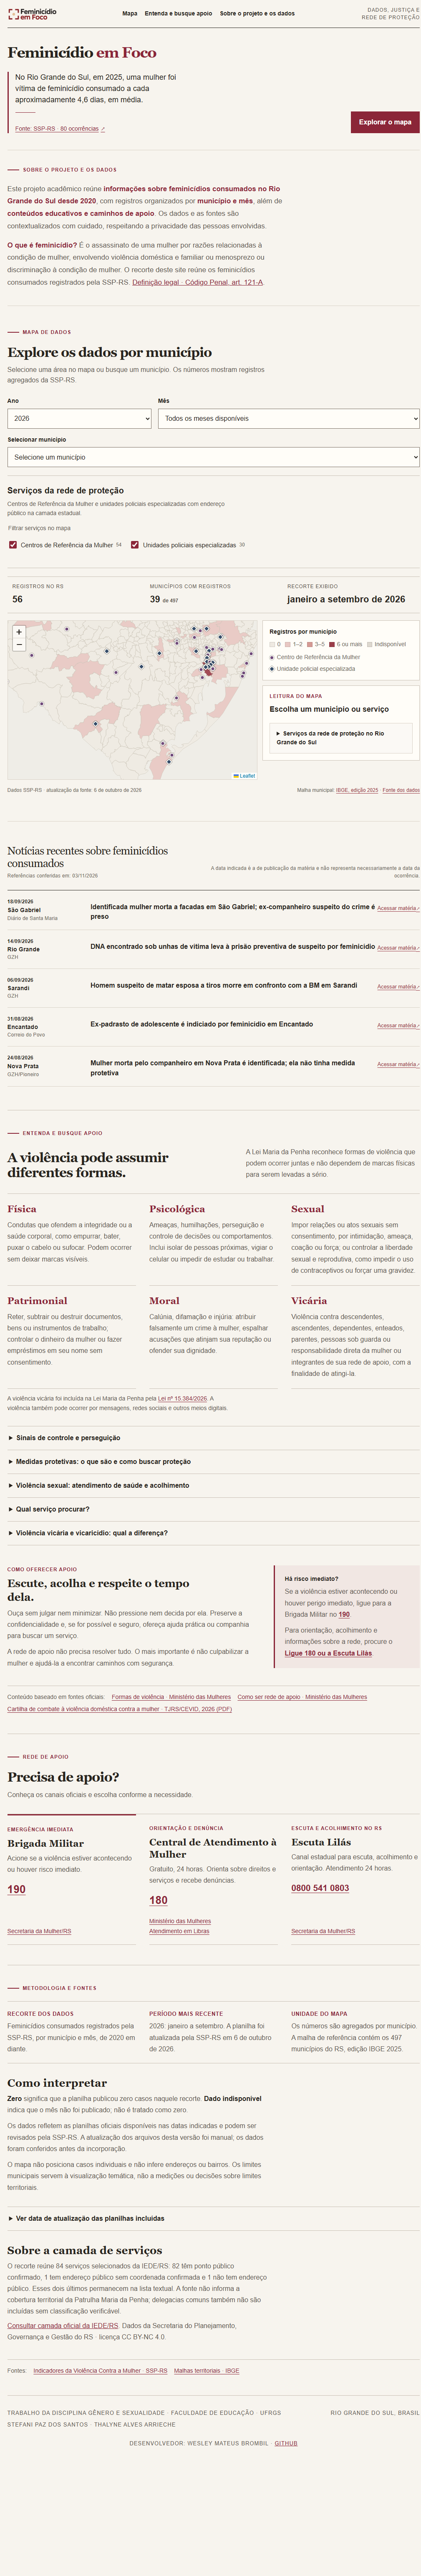 Feminicídio
em Foco
Mapa
Entenda e busque apoio
Sobre o projeto e os dados
DADOS, JUSTIÇA E
REDE DE PROTEÇÃO
Feminicídio em Foco
No Rio Grande do Sul, em 2025, uma mulher foi
vítima de feminicídio consumado a cada
aproximadamente 4,6 dias, em média.
Fonte: SSP-RS · 80 ocorrências ↗
Explorar o mapa
SOBRE O PROJETO E OS DADOS
Este projeto acadêmico reúne informações sobre feminicídios consumados no Rio
Grande do Sul desde 2020, com registros organizados por município e mês, além de
conteúdos educativos e caminhos de apoio. Os dados e as fontes são
contextualizados com cuidado, respeitando a privacidade das pessoas envolvidas.
O que é feminicídio? É o assassinato de uma mulher por razões relacionadas à
condição de mulher, envolvendo violência doméstica e familiar ou menosprezo ou
discriminação à condição de mulher. O recorte deste site reúne os feminicídios
consumados registrados pela SSP-RS. Definição legal · Código Penal, art. 121-A.
MAPA DE DADOS
Explore os dados por município
Selecione uma área no mapa ou busque um município. Os números mostram registros
agregados da SSP-RS.
Ano
Mês
2026
Todos os meses disponíveis
Selecionar município
Selecione um município
Serviços da rede de proteção
Centros de Referência da Mulher e unidades policiais especializadas com endereço
público na camada estadual.
Filtrar serviços no mapa
Centros de Referência da Mulher 54
Unidades policiais especializadas 30
REGISTROS NO RS
56
MUNICÍPIOS COM REGISTROS
39 de 497
RECORTE EXIBIDO
janeiro a setembro de 2026
+
−
Leaflet
Registros por município
0
1–2
3–5
6 ou mais
Indisponível
Centro de Referência da Mulher
Unidade policial especializada
LEITURA DO MAPA
Escolha um município ou serviço
Serviços da rede de proteção no Rio
Grande do Sul
Dados SSP-RS · atualização da fonte: 6 de outubro de 2026
Malha municipal: IBGE, edição 2025 · Fonte dos dados
Notícias recentes sobre feminicídios
consumados
Referências conferidas em: 03/11/2026
A data indicada é a de publicação da matéria e não representa necessariamente a data da
ocorrência.
18/09/2026
São Gabriel
Diário de Santa Maria
Identificada mulher morta a facadas em São Gabriel; ex-companheiro suspeito do crime é
preso
Acessar matéria↗
14/09/2026
Rio Grande
GZH
DNA encontrado sob unhas de vítima leva à prisão preventiva de suspeito por feminicídio
Acessar matéria↗
06/09/2026
Sarandi
GZH
Homem suspeito de matar esposa a tiros morre em confronto com a BM em Sarandi
Acessar matéria↗
31/08/2026
Encantado
Correio do Povo
Ex-padrasto de adolescente é indiciado por feminicídio em Encantado
Acessar matéria↗
24/08/2026
Nova Prata
GZH/Pioneiro
Mulher morta pelo companheiro em Nova Prata é identificada; ela não tinha medida
protetiva
Acessar matéria↗
ENTENDA E BUSQUE APOIO
A violência pode assumir
diferentes formas.
A Lei Maria da Penha reconhece formas de violência que
podem ocorrer juntas e não dependem de marcas físicas
para serem levadas a sério.
Física
Condutas que ofendem a integridade ou a
saúde corporal, como empurrar, bater,
puxar o cabelo ou sufocar. Podem ocorrer
sem deixar marcas visíveis.
Psicológica
Ameaças, humilhações, perseguição e
controle de decisões ou comportamentos.
Inclui isolar de pessoas próximas, vigiar o
celular ou impedir de estudar ou trabalhar.
Sexual
Impor relações ou atos sexuais sem
consentimento, por intimidação, ameaça,
coação ou força; ou controlar a liberdade
sexual e reprodutiva, como impedir o uso
de contraceptivos ou forçar uma gravidez.
Patrimonial
Reter, subtrair ou destruir documentos,
bens ou instrumentos de trabalho;
controlar o dinheiro da mulher ou fazer
empréstimos em seu nome sem
consentimento.
Moral
Calúnia, difamação e injúria: atribuir
falsamente um crime à mulher, espalhar
acusações que atinjam sua reputação ou
ofender sua dignidade.
Vicária
Violência contra descendentes,
ascendentes, dependentes, enteados,
parentes, pessoas sob guarda ou
responsabilidade direta da mulher ou
integrantes de sua rede de apoio, com a
finalidade de atingi-la.
A violência vicária foi incluída na Lei Maria da Penha pela Lei nº 15.384/2026. A
violência também pode ocorrer por mensagens, redes sociais e outros meios digitais.
Sinais de controle e perseguição
Medidas protetivas: o que são e como buscar proteção
Violência sexual: atendimento de saúde e acolhimento
Qual serviço procurar?
Violência vicária e vicaricídio: qual a diferença?
COMO OFERECER APOIO
Escute, acolha e respeite o tempo
dela.
Ouça sem julgar nem minimizar. Não pressione nem decida por ela. Preserve a
confidencialidade e, se for possível e seguro, ofereça ajuda prática ou companhia
para buscar um serviço.
A rede de apoio não precisa resolver tudo. O mais importante é não culpabilizar a
mulher e ajudá-la a encontrar caminhos com segurança.
Há risco imediato?
Se a violência estiver acontecendo ou
houver perigo imediato, ligue para a
Brigada Militar no 190.
Para orientação, acolhimento e
informações sobre a rede, procure o
Ligue 180 ou a Escuta Lilás.
Conteúdo baseado em fontes oficiais:
Formas de violência · Ministério das Mulheres
Como ser rede de apoio · Ministério das Mulheres
Cartilha de combate à violência doméstica contra a mulher · TJRS/CEVID, 2026 (PDF)
REDE DE APOIO
Precisa de apoio?
Conheça os canais oficiais e escolha conforme a necessidade.
EMERGÊNCIA IMEDIATA
Brigada Militar
Acione se a violência estiver acontecendo
ou houver risco imediato.
190
Secretaria da Mulher/RS
ORIENTAÇÃO E DENÚNCIA
Central de Atendimento à
Mulher
Gratuito, 24 horas. Orienta sobre direitos e
serviços e recebe denúncias.
180
Ministério das Mulheres
Atendimento em Libras
ESCUTA E ACOLHIMENTO NO RS
Escuta Lilás
Canal estadual para escuta, acolhimento e
orientação. Atendimento 24 horas.
0800 541 0803
Secretaria da Mulher/RS
METODOLOGIA E FONTES
RECORTE DOS DADOS
Feminicídios consumados registrados pela
SSP-RS, por município e mês, de 2020 em
diante.
PERÍODO MAIS RECENTE
2026: janeiro a setembro. A planilha foi
atualizada pela SSP-RS em 6 de outubro
de 2026.
UNIDADE DO MAPA
Os números são agregados por município.
A malha de referência contém os 497
municípios do RS, edição IBGE 2025.
Como interpretar
Zero significa que a planilha publicou zero casos naquele recorte. Dado indisponível
indica que o mês não foi publicado; não é tratado como zero.
Os dados refletem as planilhas oficiais disponíveis nas datas indicadas e podem ser
revisados pela SSP-RS. A atualização dos arquivos desta versão foi manual; os dados
foram conferidos antes da incorporação.
O mapa não posiciona casos individuais e não infere endereços ou bairros. Os limites
municipais servem à visualização temática, não a medições ou decisões sobre limites
territoriais.
Ver data de atualização das planilhas incluídas
Sobre a camada de serviços
O recorte reúne 84 serviços selecionados da IEDE/RS: 82 têm ponto público
confirmado, 1 tem endereço público sem coordenada confirmada e 1 não tem endereço
público. Esses dois últimos permanecem na lista textual. A fonte não informa a
cobertura territorial da Patrulha Maria da Penha; delegacias comuns também não são
incluídas sem classificação verificável.
Consultar camada oficial da IEDE/RS. Dados da Secretaria do Planejamento,
Governança e Gestão do RS · licença CC BY-NC 4.0.
Fontes:
Indicadores da Violência Contra a Mulher · SSP-RS
Malhas territoriais · IBGE
TRABALHO DA DISCIPLINA GÊNERO E SEXUALIDADE · FACULDADE DE EDUCAÇÃO · UFRGS
RIO GRANDE DO SUL, BRASIL
STEFANI PAZ DOS SANTOS · THALYNE ALVES ARRIECHE
DESENVOLVEDOR: WESLEY MATEUS BROMBIL · GITHUB